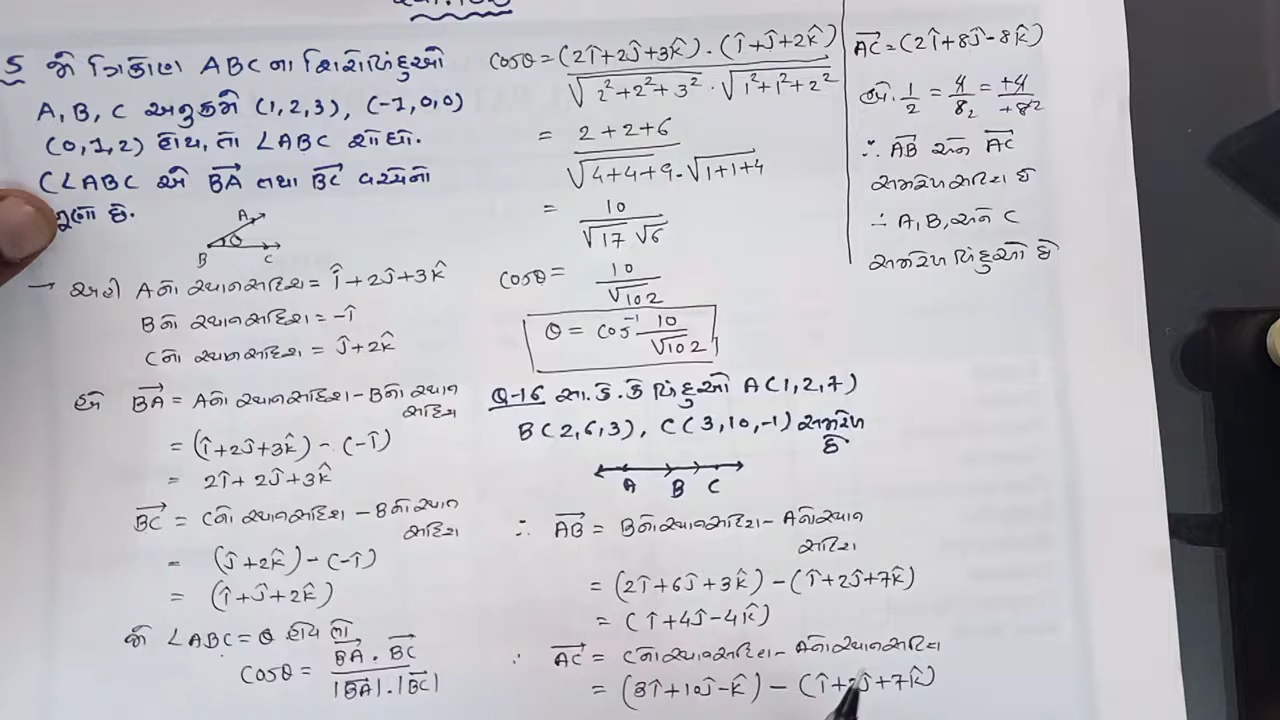 5 જો ત્રિકોણ ABC ના શિરોબિંદુઓ
A, B, C અનુક્રમે (1,2,3), (-1,0,0)
(0,1,2) હોય, તો ∠ABC શોધો.
(∠ABC એ BA→ તથા BC→ વચ્ચેનો
ખૂણો છે.
A
θ
B C
→ અહીં A નો સ્થાનસદિશ = î+2ĵ+3k̂
B નો સ્થાનસદિશ = -î
C નો સ્થાનસદિશ = ĵ+2k̂
હવે BA→ = A નો સ્થાનસદિશ - B નો સ્થાન
સદિશ
= (î+2ĵ+3k̂) - (-î)
= 2î+2ĵ+3k̂
BC→ = C નો સ્થાનસદિશ - B નો સ્થાન
સદિશ
= (ĵ+2k̂) - (-î)
= (î+ĵ+2k̂)
જો ∠ABC = θ હોય તો
cosθ = BA→ . BC→ / |BA→| . |BC→|
cosθ = (2î+2ĵ+3k̂) . (î+ĵ+2k̂) / √2²+2²+3² . √1²+1²+2²
= 2+2+6 / √4+4+9 . √1+1+4
= 10 / √17 √6
cosθ = 10 / √102
θ = cos⁻¹ 10 / √102
Q-16 સા.કે.કે બિંદુઓ A(1,2,7)
B(2,6,3), C(3,10,-1) સમરેખ
છે
A B C
∴ AB→ = B નો સ્થાનસદિશ - A નો સ્થાન
સદિશ
= (2î+6ĵ+3k̂) - (î+2ĵ+7k̂)
= (î+4ĵ-4k̂)
∴ AC→ = C નો સ્થાનસદિશ - A નો સ્થાનસદિશ
= (3î+10ĵ-k̂) - (î+2ĵ+7k̂)
AC→ = (2î+8ĵ-8k̂)
1/2 = 4/8 2 = +4/+8 2
∴ AB→ અને AC→
સમરેખ સદિશ છે
∴ A, B, અને C
સમરેખ બિંદુઓ છે